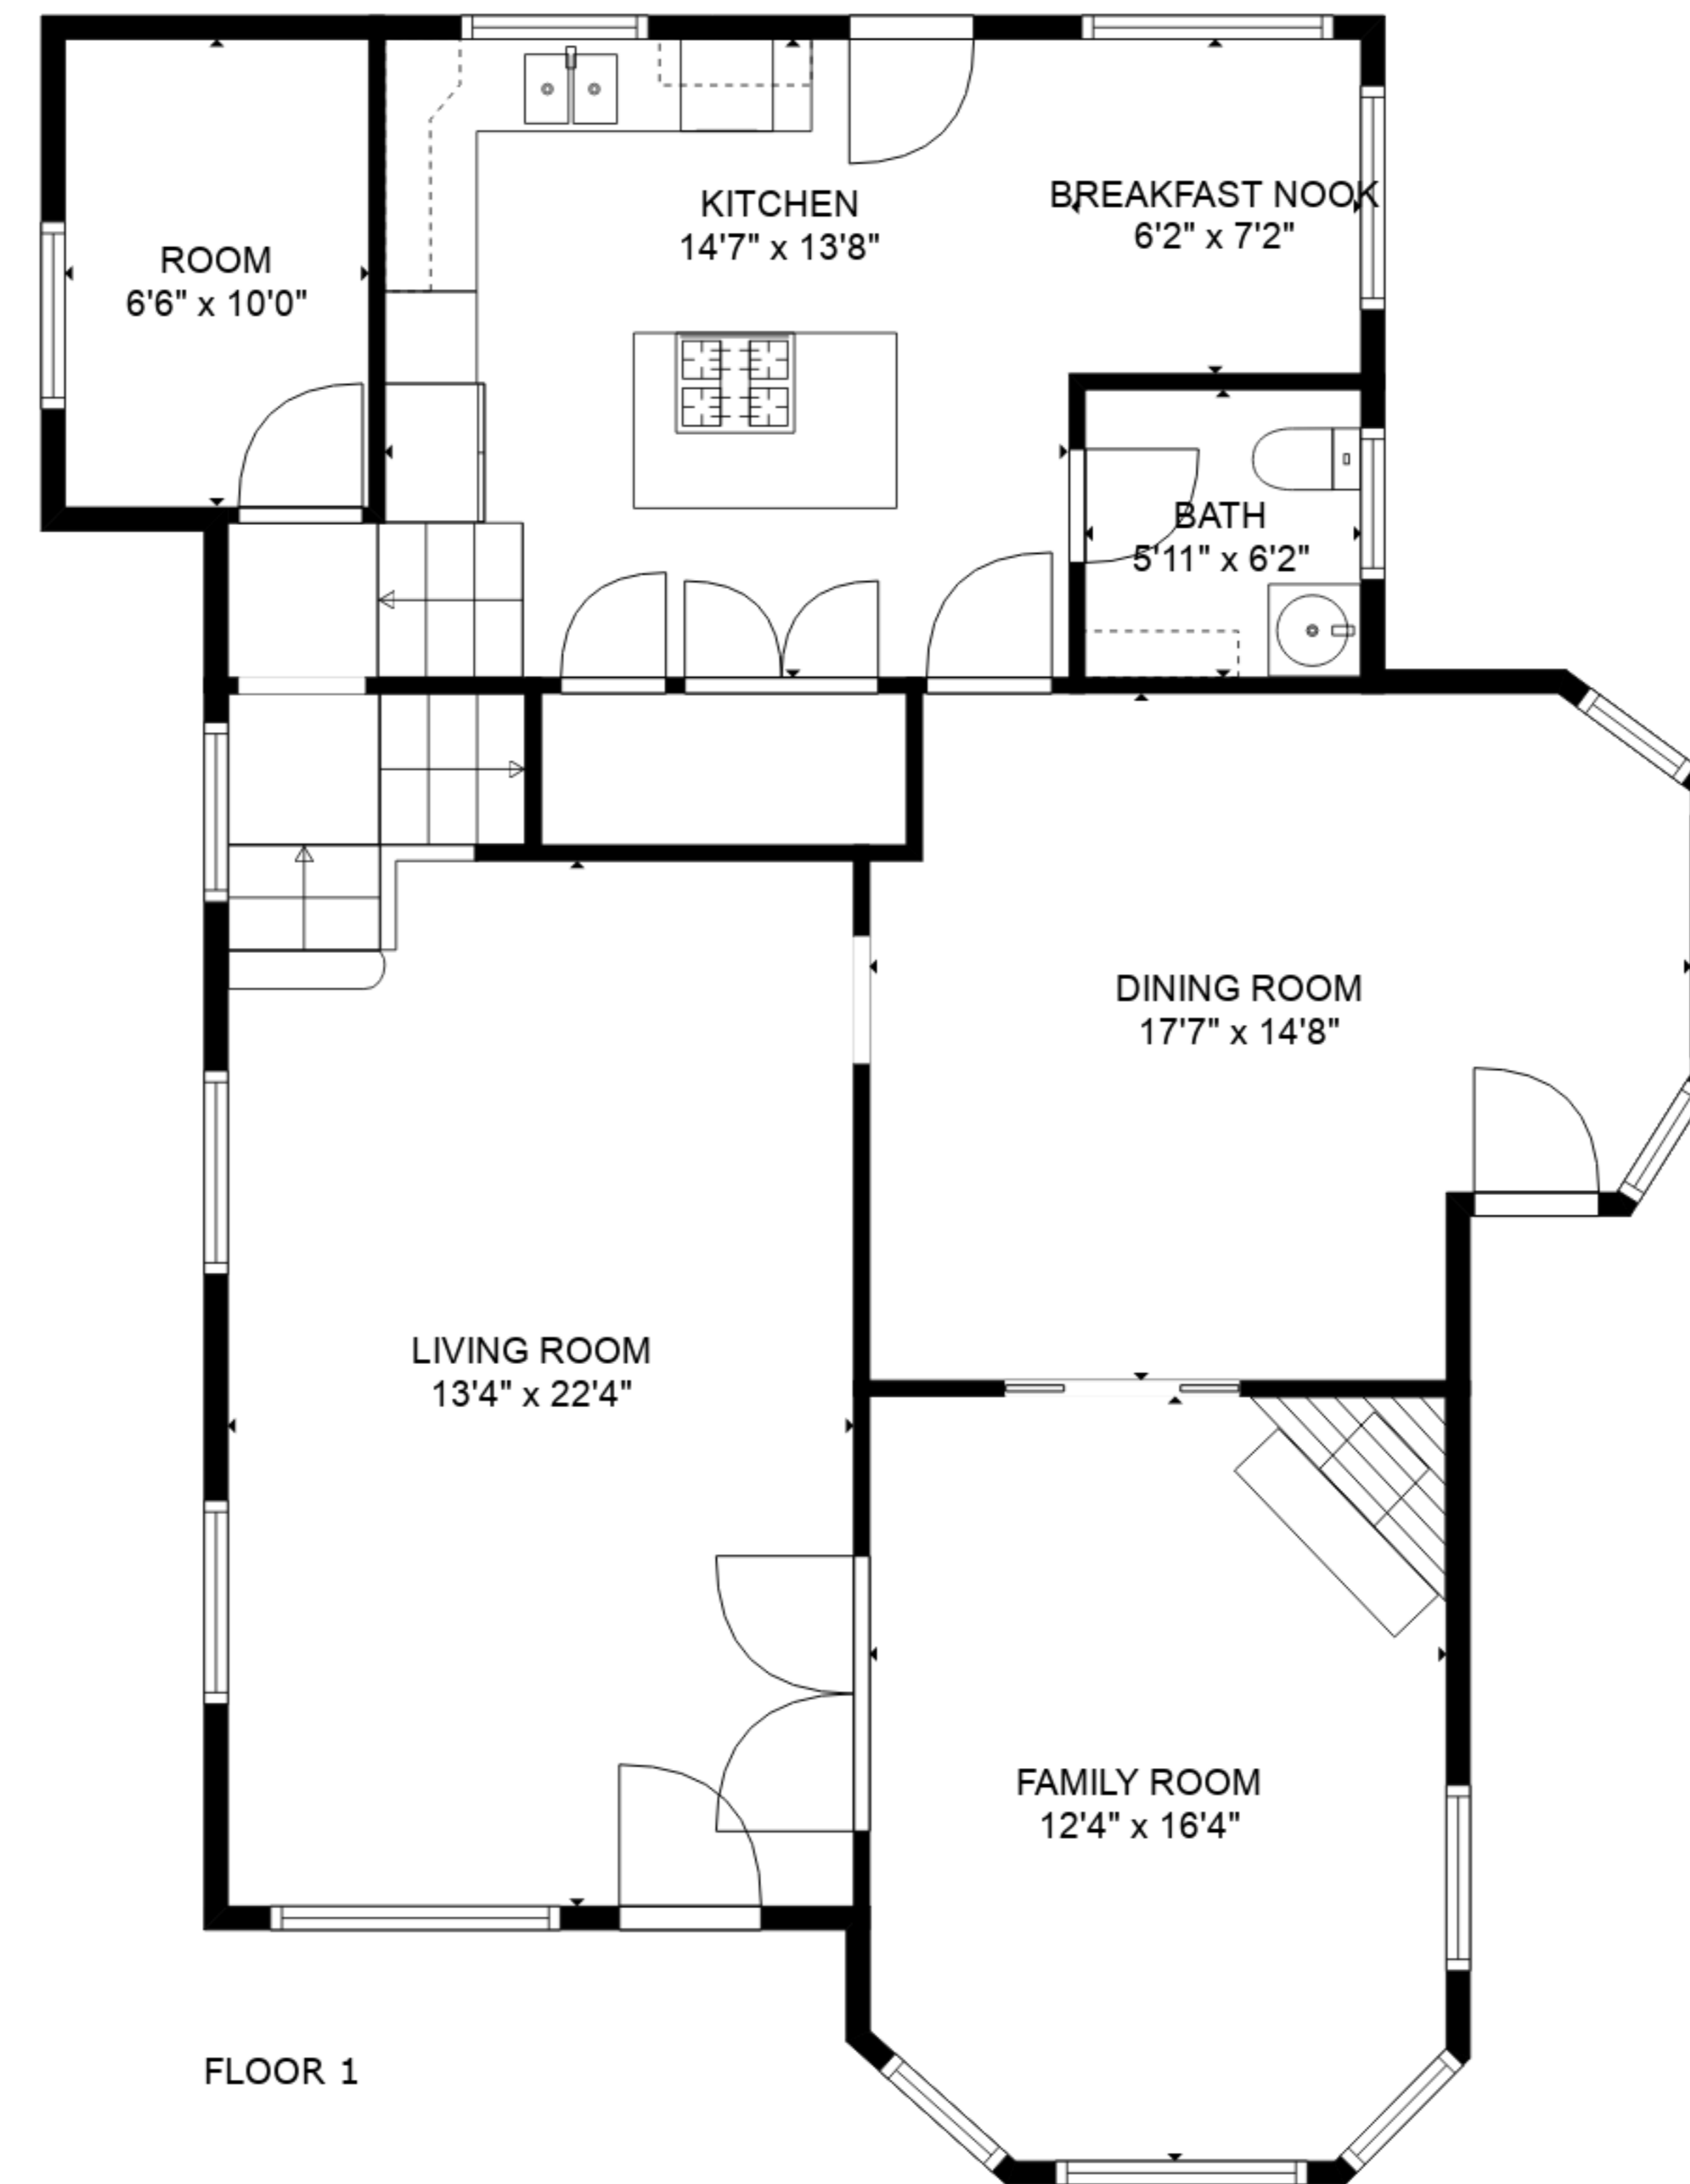 KITCHEN
14'7" x 13'8"
BREAKFAST NOOK
6'2" x 7'2"
ROOM
6'6" x 10'0"
BATH
5'11" x 6'2"
DINING ROOM
17'7" x 14'8"
LIVING ROOM
13'4" x 22'4"
FAMILY ROOM
12'4" x 16'4"
FLOOR 1